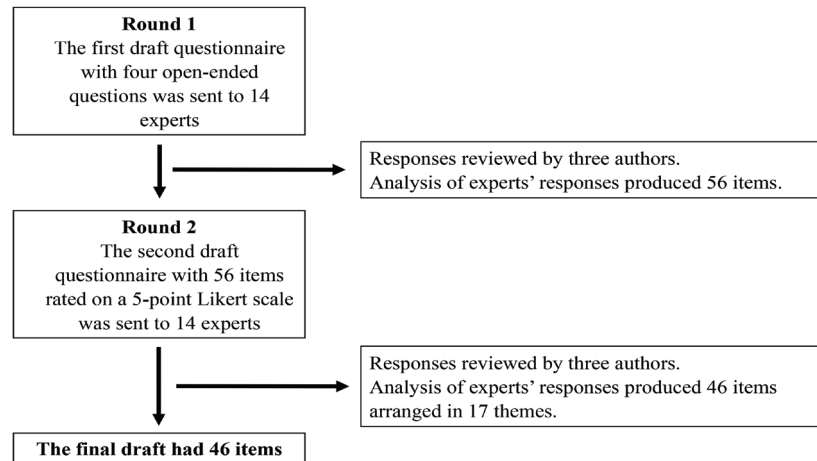 Round 1
The first draft questionnaire
with four open-ended
questions was sent to 14
experts
Responses reviewed by three authors.
Analysis of experts’ responses produced 56 items.
Round 2
The second draft
questionnaire with 56 items
rated on a 5-point Likert scale
was sent to 14 experts
Responses reviewed by three authors.
Analysis of experts’ responses produced 46 items
arranged in 17 themes.
The final draft had 46 items